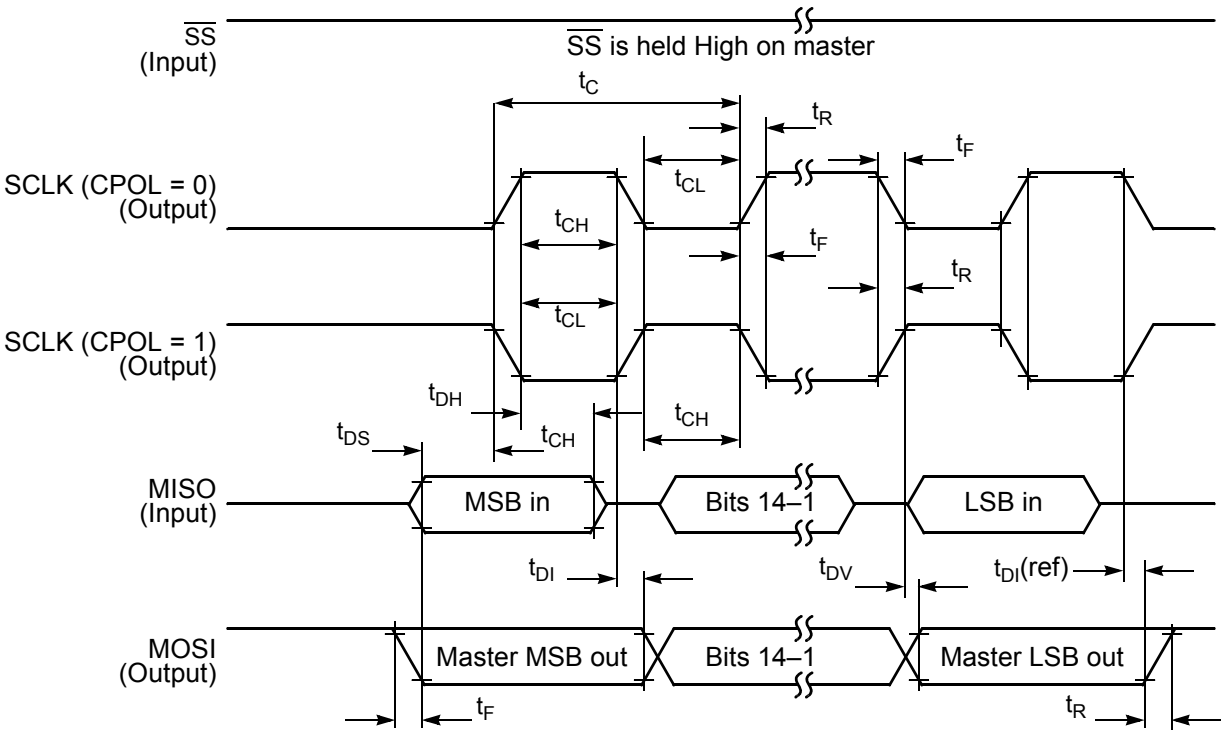 SS
(Input)
SS is held High on master
tC
tR
tF
SCLK (CPOL = 0)
(Output)
tCL
tCH
tF
tR
tCL
SCLK (CPOL = 1)
(Output)
tDH
tCH
tCH
tDS
MISO
(Input)
MSB in
Bits 14–1
LSB in
tDI
tDV
tDI(ref)
MOSI
(Output)
Master MSB out
Bits 14–1
Master LSB out
tF
tR